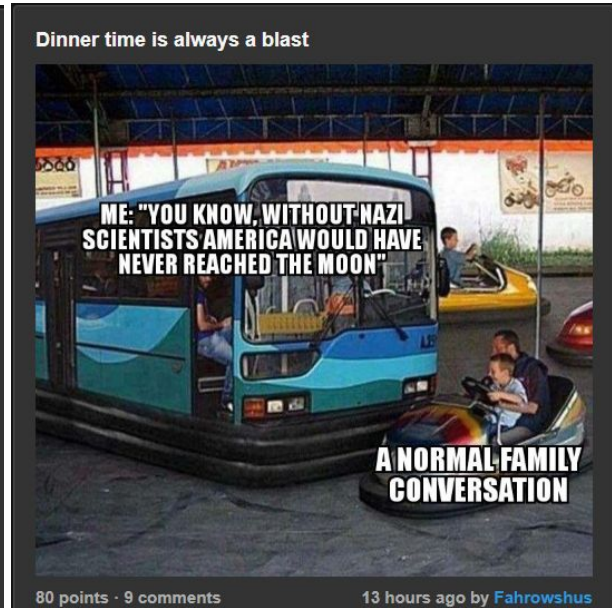 Dinner time is always a blast
ME: "YOU KNOW, WITHOUT NAZI
SCIENTISTS AMERICA WOULD HAVE
NEVER REACHED THE MOON"
A NORMAL FAMILY
CONVERSATION
80 points · 9 comments
13 hours ago by Fahrowshus